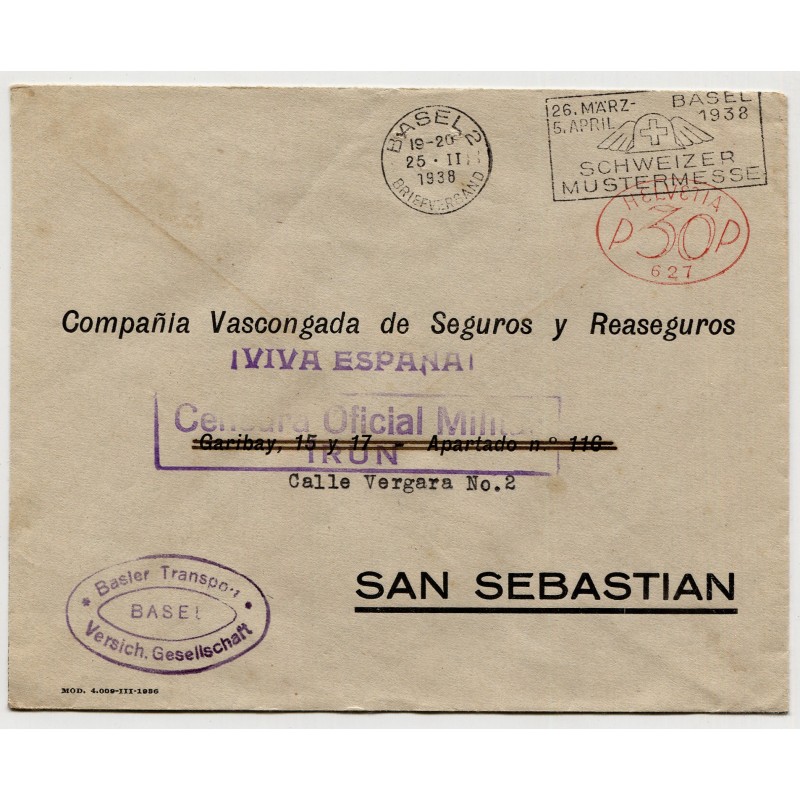 BASEL 2
19-20
25 · II
1938
BRIEFVERSAND
26. MÄRZ- BASEL
5. APRIL 1938
SCHWEIZER
MUSTERMESSE
HELVETIA
P 30 P
627
Compañia Vascongada de Seguros y Reaseguros
¡VIVA ESPAÑA!
Censura Oficial Militar
Garibay, 15 y 17 - Apartado n.º 116
IRUN
Calle Vergara No.2
SAN SEBASTIAN
* Basler Transport *
BASEL
Versich. Gesellschaft
MOD. 4.009-III-1936